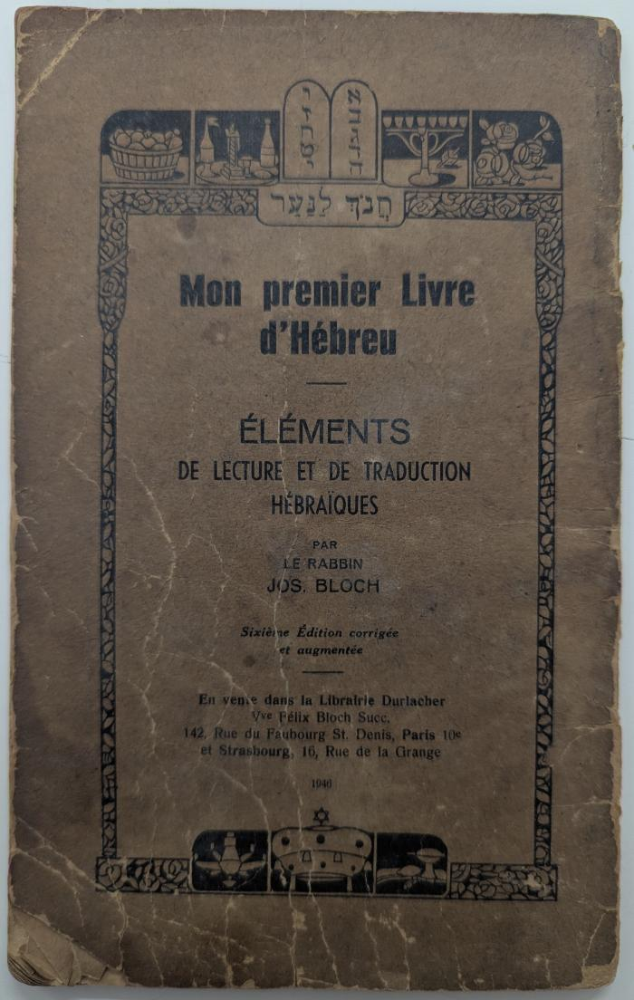 חֲנֹךְ לַנַּעַר
Mon premier Livre
d'Hébreu
ÉLÉMENTS
DE LECTURE ET DE TRADUCTION
HÉBRAÏQUES
PAR
LE RABBIN
JOS. BLOCH
Sixième Édition corrigée
et augmentée
En vente dans la Librairie Durlacher
Vve Félix Bloch Succ.
142, Rue du Faubourg St. Denis, Paris 10e
et Strasbourg, 16, Rue de la Grange
1946